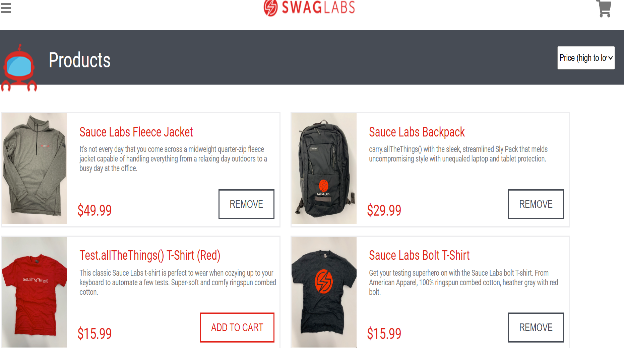 SWAGLABS
Products
Price (high to lo
Sauce Labs Fleece Jacket
It's not every day that you come across a midweight quarter-zip fleece
jacket capable of handling everything from a relaxing day outdoors to a
busy day at the office.
$49.99
REMOVE
Sauce Labs Backpack
carry.allTheThings() with the sleek, streamlined Sly Pack that melds
uncompromising style with unequaled laptop and tablet protection.
$29.99
REMOVE
Test.allTheThings() T-Shirt (Red)
This classic Sauce Labs t-shirt is perfect to wear when cozying up to your
keyboard to automate a few tests. Super-soft and comfy ringspun combed
cotton.
$15.99
ADD TO CART
Sauce Labs Bolt T-Shirt
Get your testing superhero on with the Sauce Labs bolt T-shirt. From
American Apparel, 100% ringspun combed cotton, heather gray with red
bolt.
$15.99
REMOVE